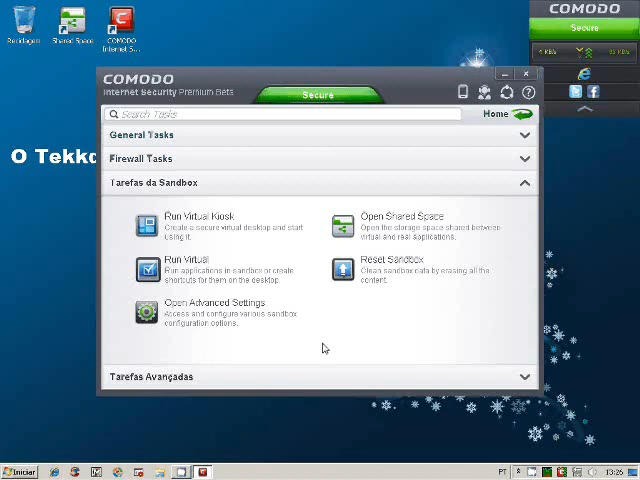 Reciclagem
Shared Space
COMODO
Internet S...
COMODO
Secure
COMODO
Internet Security Premium Beta
Secure
Search Tasks
Home
General Tasks
O Tekk
Firewall Tasks
Tarefas da Sandbox
Run Virtual Kiosk
Create a secure virtual desktop and start
using it.
Open Shared Space
Open the storage space shared between
virtual and real applications.
Run Virtual
Run applications in sandbox or create
shortcuts for them on the desktop.
Reset Sandbox
Clean sandbox data by erasing all the
content.
Open Advanced Settings
Access and configure various sandbox
configuration options.
Tarefas Avançadas
Iniciar
PT
13:26